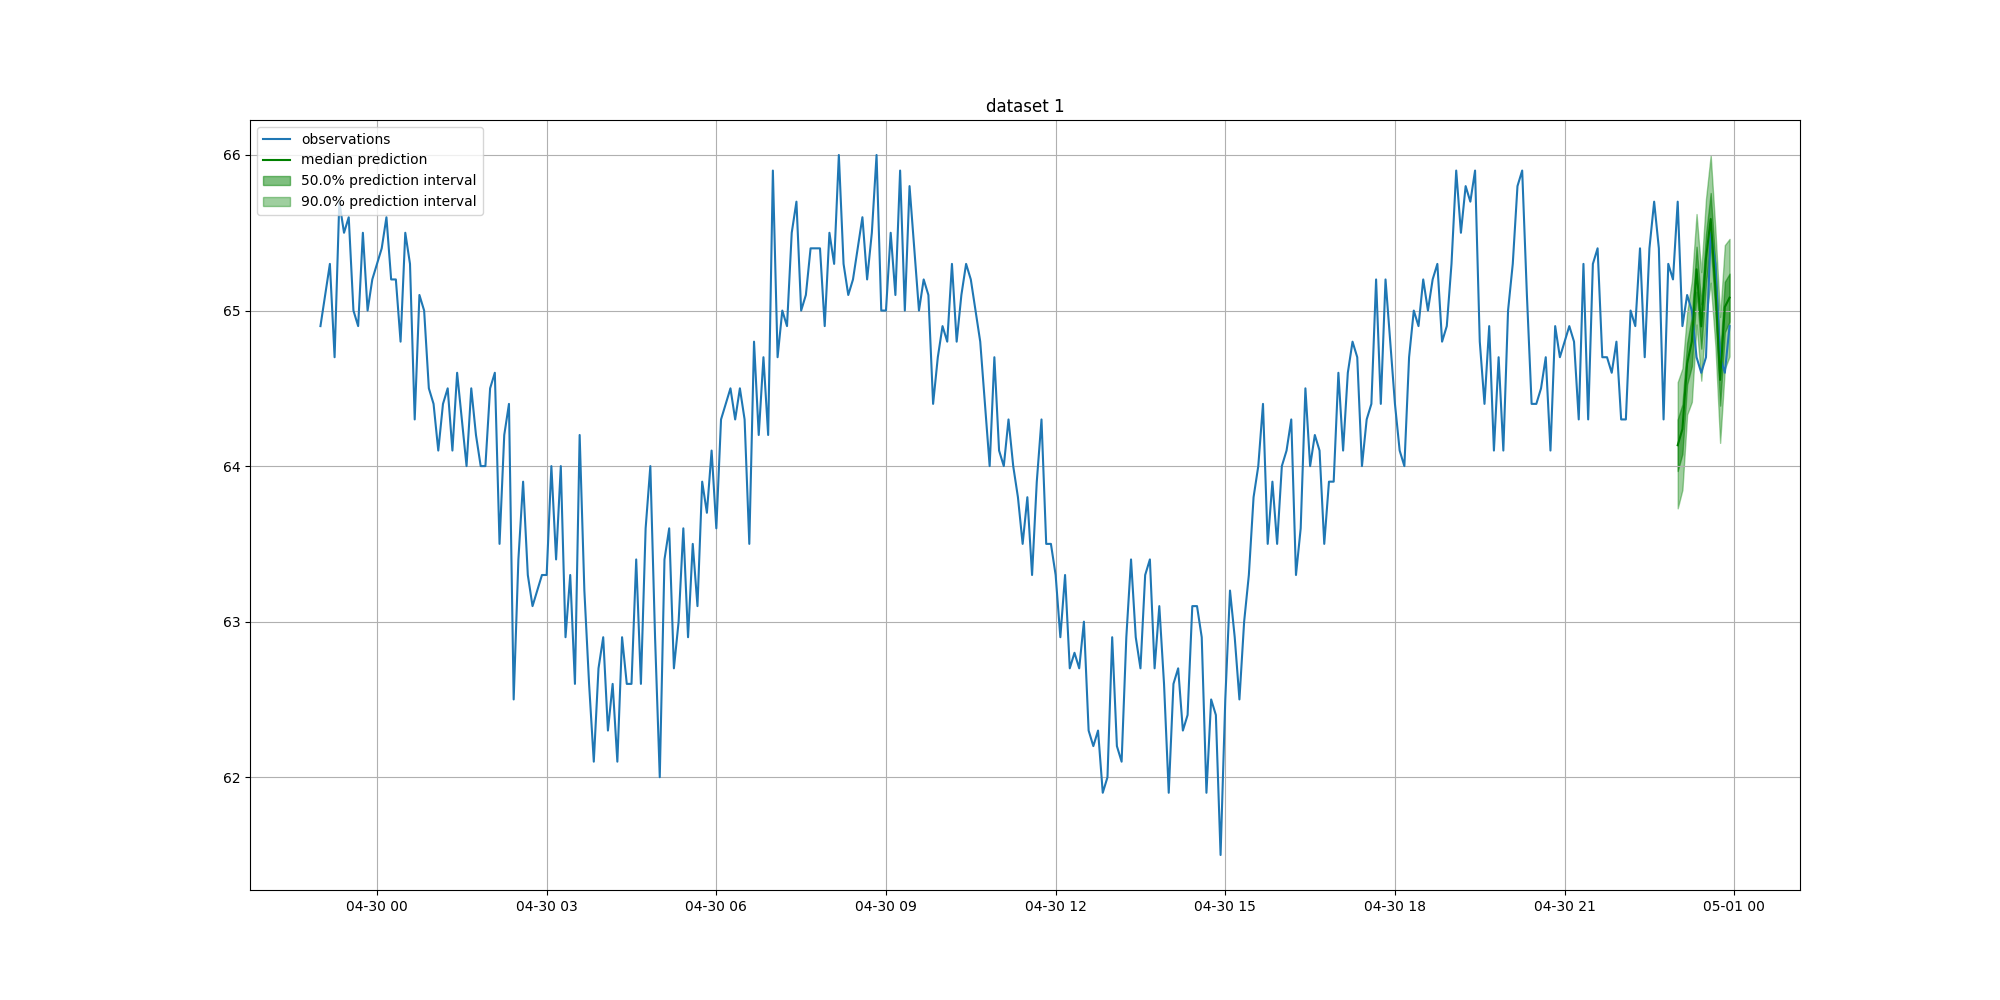 dataset 1
observations
median prediction
50.0% prediction interval
90.0% prediction interval
66
65
64
63
62
04-30 00 04-30 03 04-30 06 04-30 09 04-30 12 04-30 15 04-30 18 04-30 21 05-01 00